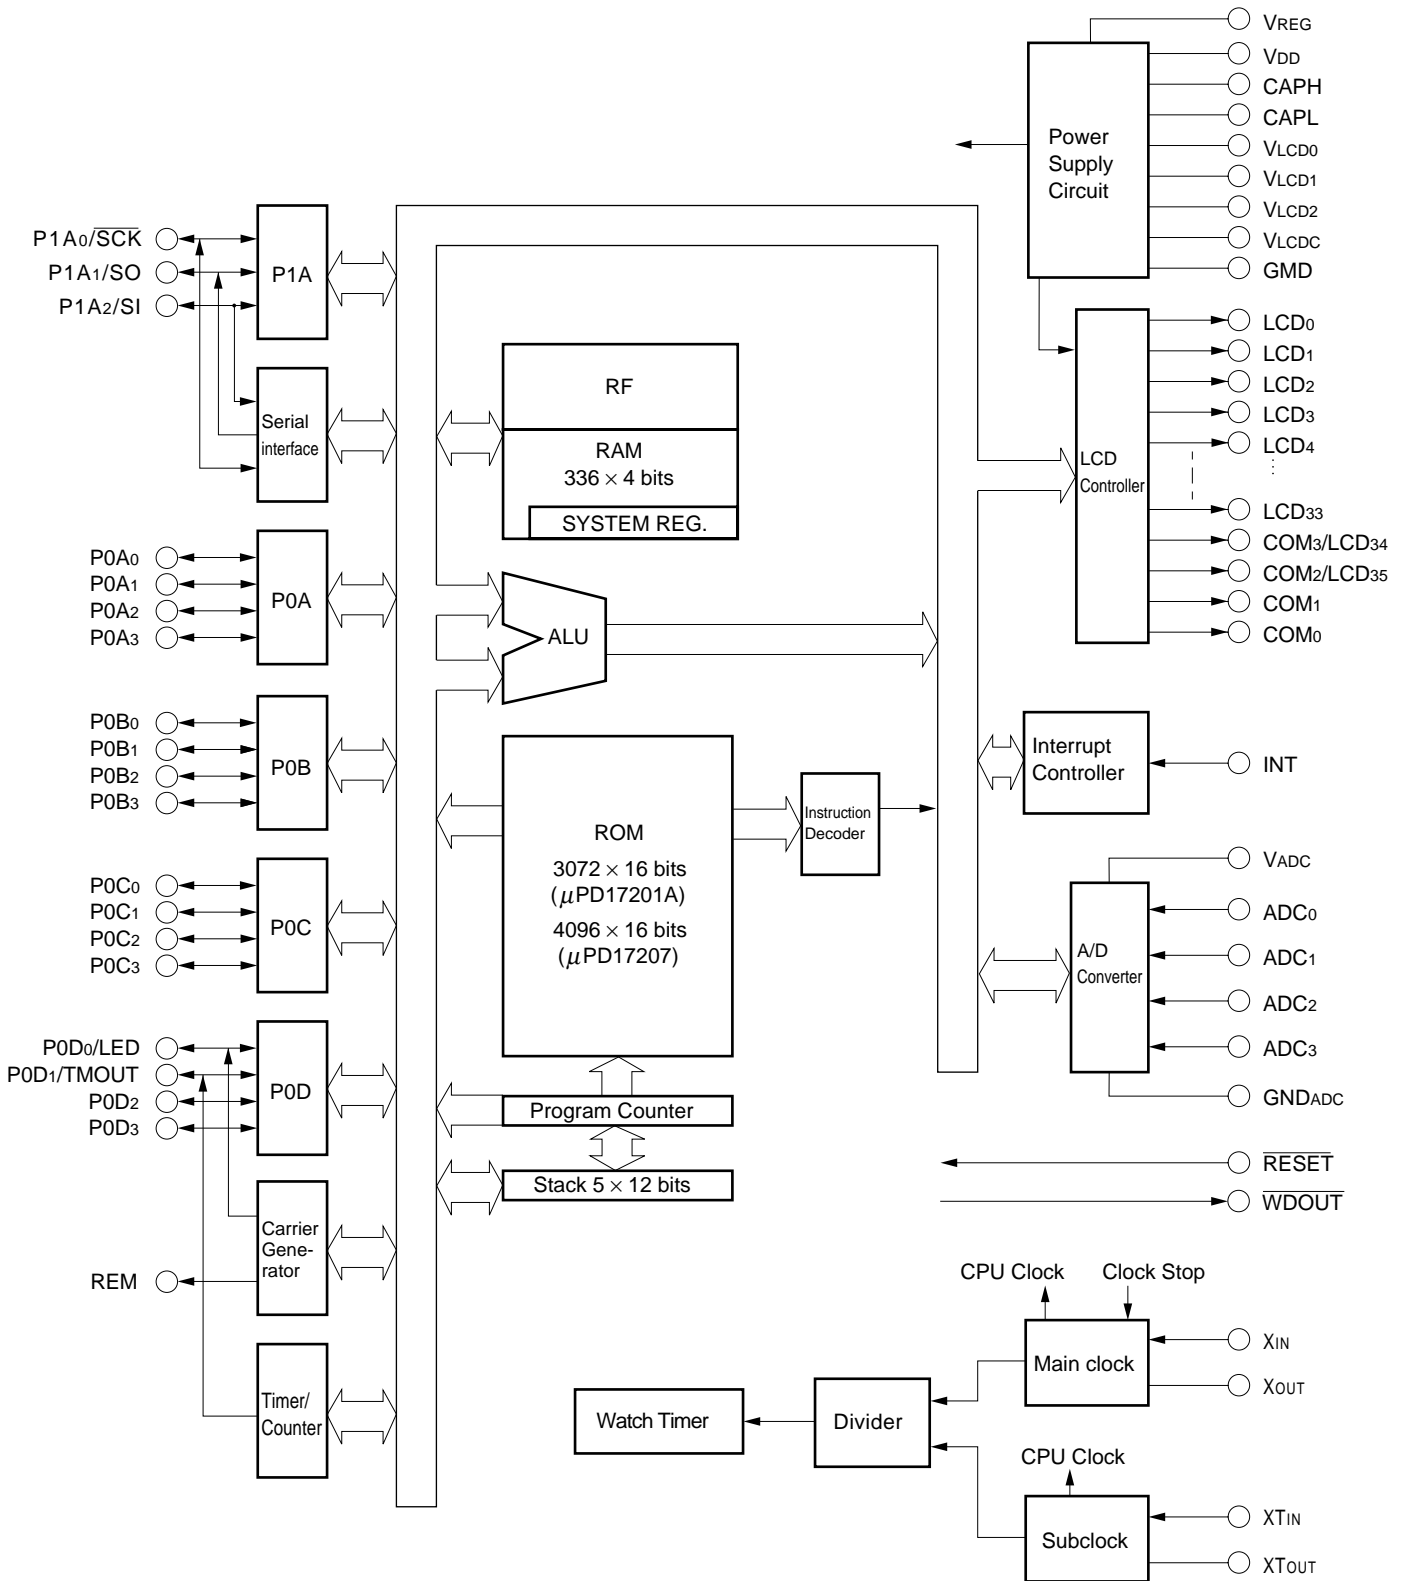 VREG
VDD
CAPH
CAPL
VLCD0
VLCD1
VLCD2
VLCDC
GMD
Power
Supply
Circuit
P1A0/S̅C̅K̅
P1A1/SO
P1A2/SI
P1A
Serial
interface
RF
RAM
336 × 4 bits
SYSTEM REG.
LCD
Controller
LCD0
LCD1
LCD2
LCD3
LCD4
LCD33
COM3/LCD34
COM2/LCD35
COM1
COM0
P0A0
P0A1
P0A2
P0A3
P0A
ALU
P0B0
P0B1
P0B2
P0B3
P0B
Interrupt
Controller
INT
ROM
3072 × 16 bits
(μPD17201A)
4096 × 16 bits
(μPD17207)
Instruction
Decoder
P0C0
P0C1
P0C2
P0C3
P0C
VADC
ADC0
ADC1
ADC2
ADC3
GNDADC
A/D
Converter
P0D0/LED
P0D1/TMOUT
P0D2
P0D3
P0D
Program Counter
Stack 5 × 12 bits
R̅E̅S̅E̅T̅
W̅D̅O̅U̅T̅
Carrier
Gene-
rator
REM
Timer/
Counter
CPU Clock
Clock Stop
Main clock
XIN
XOUT
Watch Timer
Divider
CPU Clock
Subclock
XTIN
XTOUT